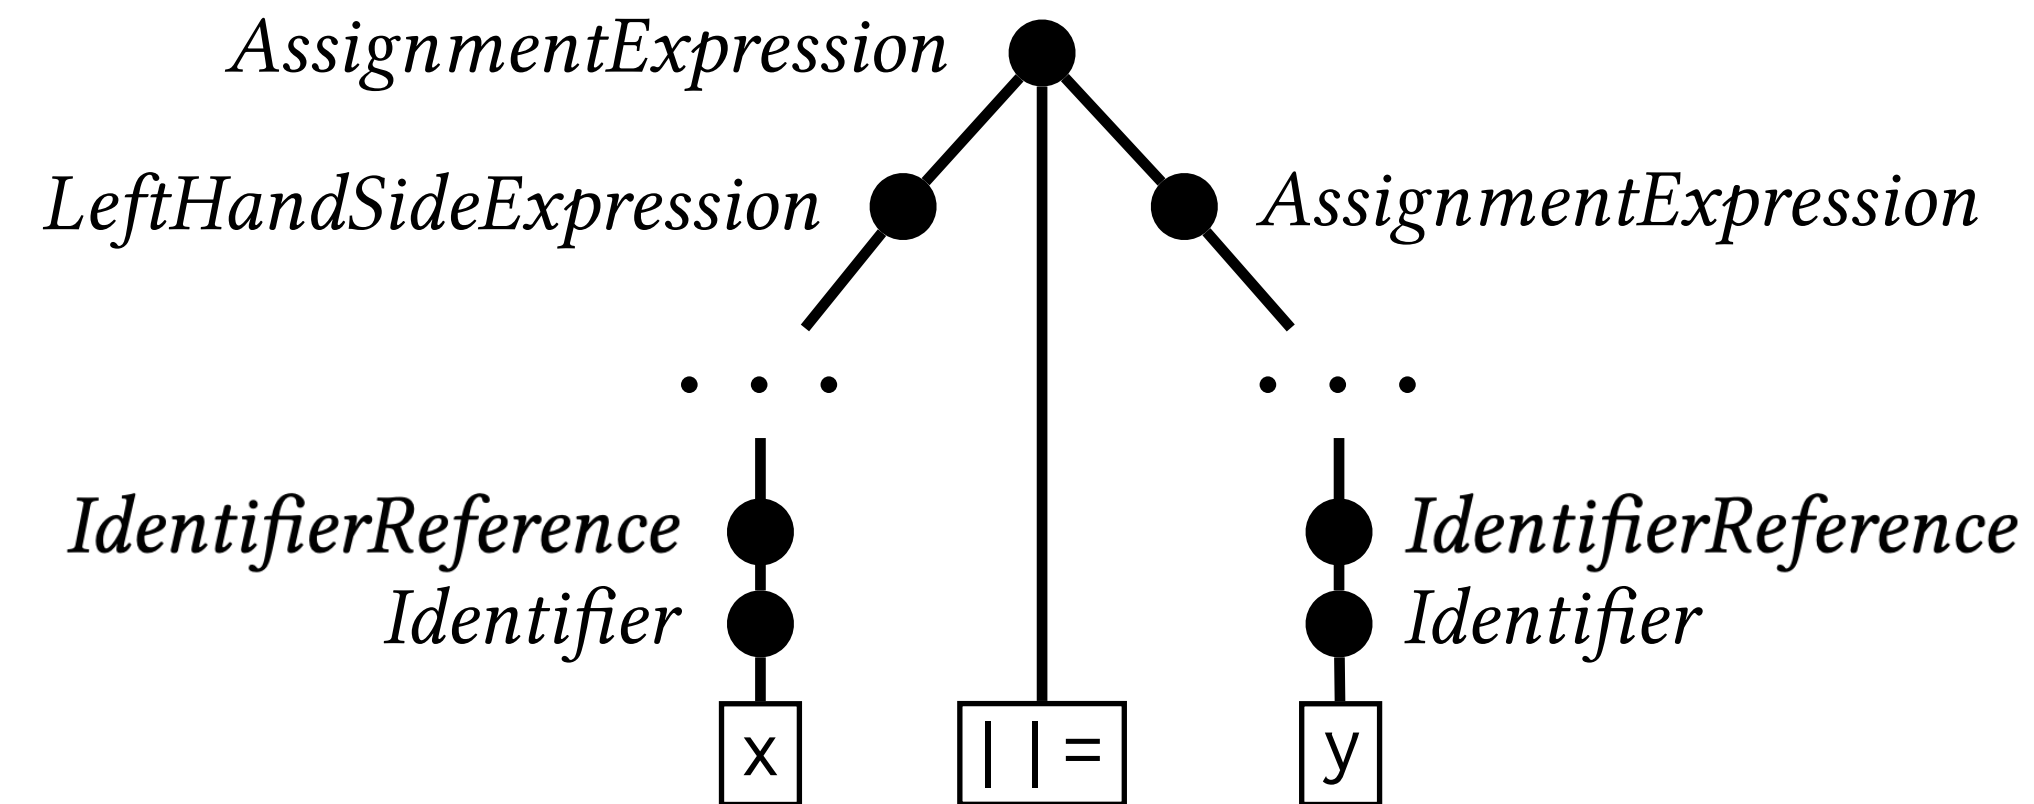 AssignmentExpression
LeftHandSideExpression AssignmentExpression
. . . . . .
IdentifierReference IdentifierReference
Identifier Identifier
x ||= y